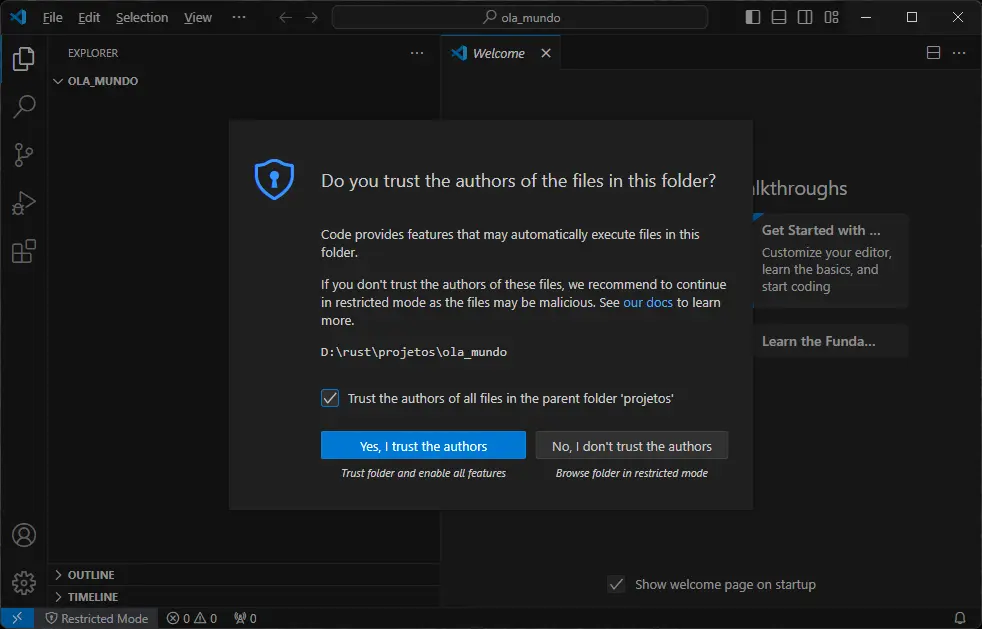 File Edit Selection View ··· ola_mundo
EXPLORER ···
OLA_MUNDO
Welcome
Do you trust the authors of the files in this folder?
Code provides features that may automatically execute files in this
folder.
If you don't trust the authors of these files, we recommend to continue
in restricted mode as the files may be malicious. See our docs to learn
more.
D:\rust\projetos\ola_mundo
Trust the authors of all files in the parent folder 'projetos'
Yes, I trust the authors
No, I don't trust the authors
Trust folder and enable all features
Browse folder in restricted mode
lkthroughs
Get Started with ...
Customize your editor,
learn the basics, and
start coding
Learn the Funda...
Show welcome page on startup
OUTLINE
TIMELINE
Restricted Mode 0 0 0